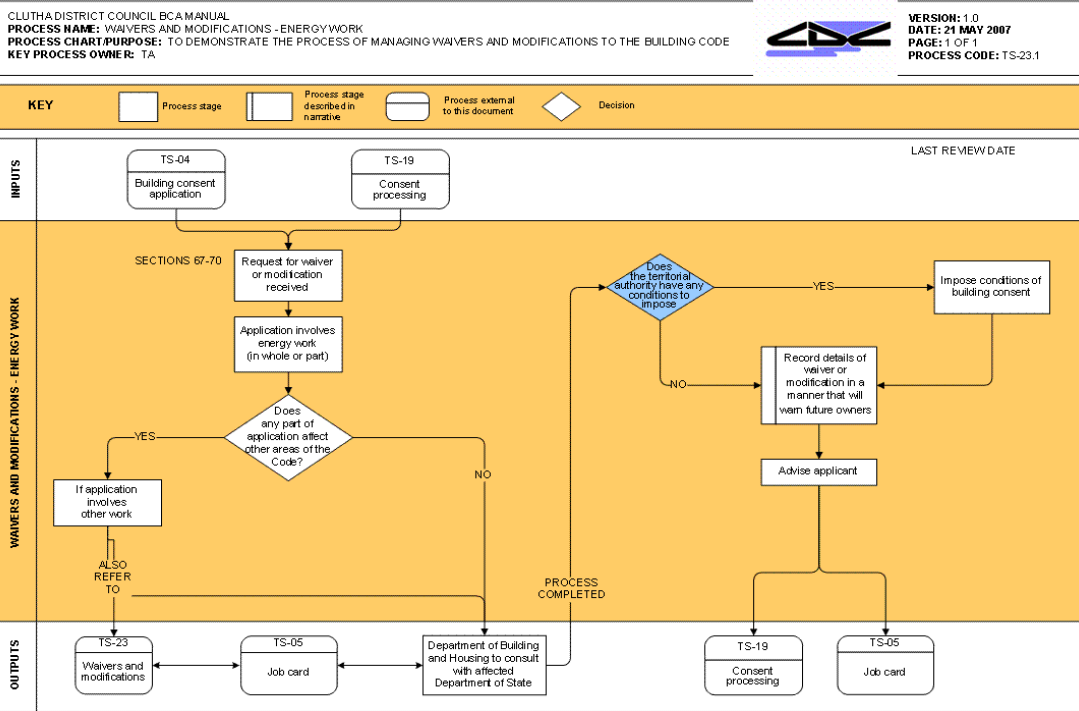 CLUTHA DISTRICT COUNCIL BCA MANUAL
PROCESS NAME: WAIVERS AND MODIFICATIONS - ENERGY WORK
PROCESS CHART/PURPOSE: TO DEMONSTRATE THE PROCESS OF MANAGING WAIVERS AND MODIFICATIONS TO THE BUILDING CODE
KEY PROCESS OWNER: TA
CDC
VERSION: 1.0
DATE: 21 MAY 2007
PAGE: 1 OF 1
PROCESS CODE: TS-23.1
KEY
Process stage
Process stage
described in
narrative
Process external
to this document
Decision
INPUTS
LAST REVIEW DATE
TS-04
Building consent
application
TS-19
Consent
processing
WAIVERS AND MODIFICATIONS - ENERGY WORK
SECTIONS 67-70
Request for waiver
or modification
received
Application involves
energy work
(in whole or part)
Does
any part of
application affect
other areas of the
Code?
YES
NO
If application
involves
other work
ALSO
REFER
TO
PROCESS
COMPLETED
Does
the territorial
authority have any
conditions to
impose
YES
NO
Impose conditions of
building consent
Record details of
waiver or
modification in a
manner that will
warn future owners
Advise applicant
OUTPUTS
TS-23
Waivers and
modifications
TS-05
Job card
Department of Building
and Housing to consult
with affected
Department of State
TS-19
Consent
processing
TS-05
Job card